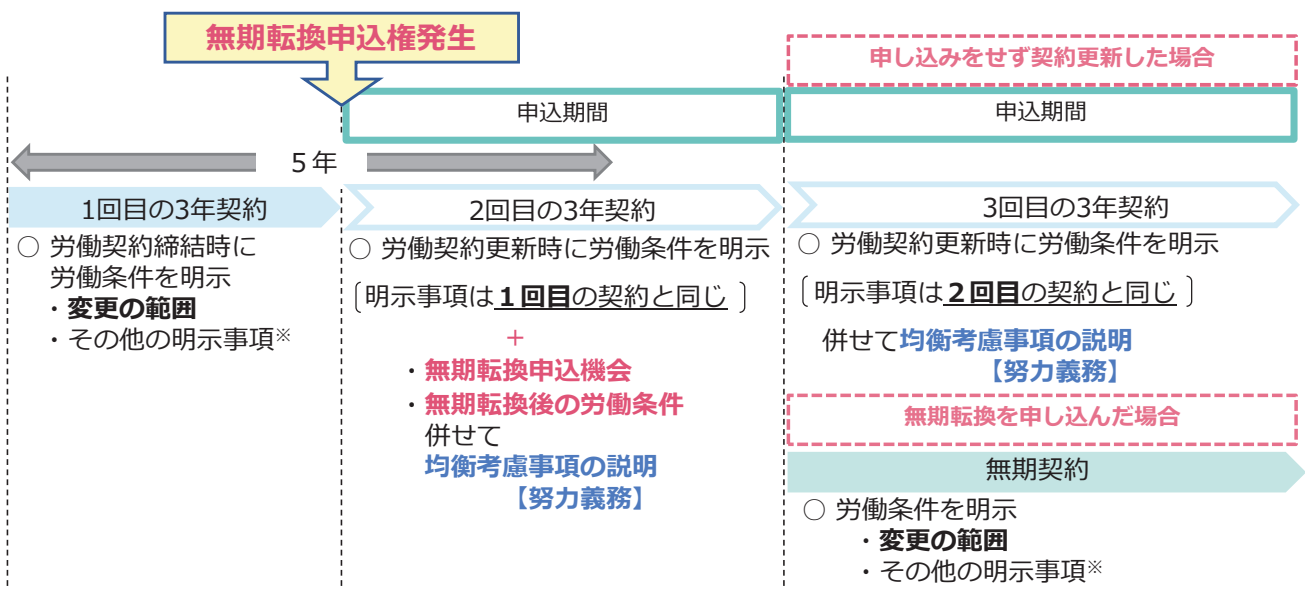 無期転換申込権発生
申し込みをせず契約更新した場合
申込期間
申込期間
5年
1回目の3年契約
○ 労働契約締結時に
労働条件を明示
・変更の範囲
・その他の明示事項※
2回目の3年契約
○ 労働契約更新時に労働条件を明示
〔明示事項は１回目の契約と同じ 〕
＋
・無期転換申込機会
・無期転換後の労働条件
併せて
均衡考慮事項の説明
【努力義務】
3回目の3年契約
○ 労働契約更新時に労働条件を明示
〔明示事項は２回目の契約と同じ 〕
併せて均衡考慮事項の説明
【努力義務】
無期転換を申し込んだ場合
無期契約
○ 労働条件を明示
・変更の範囲
・その他の明示事項※